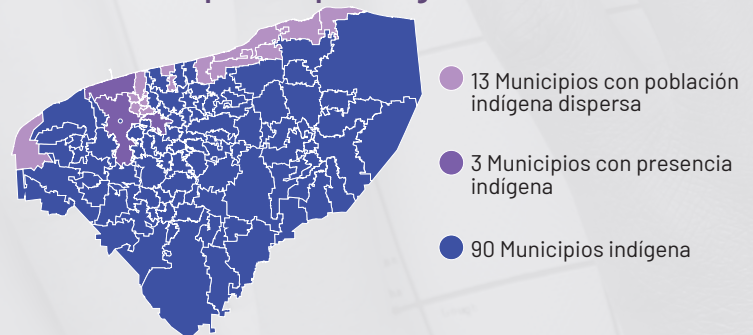 13 Municipios con población
indígena dispersa
3 Municipios con presencia
indígena
90 Municipios indígena